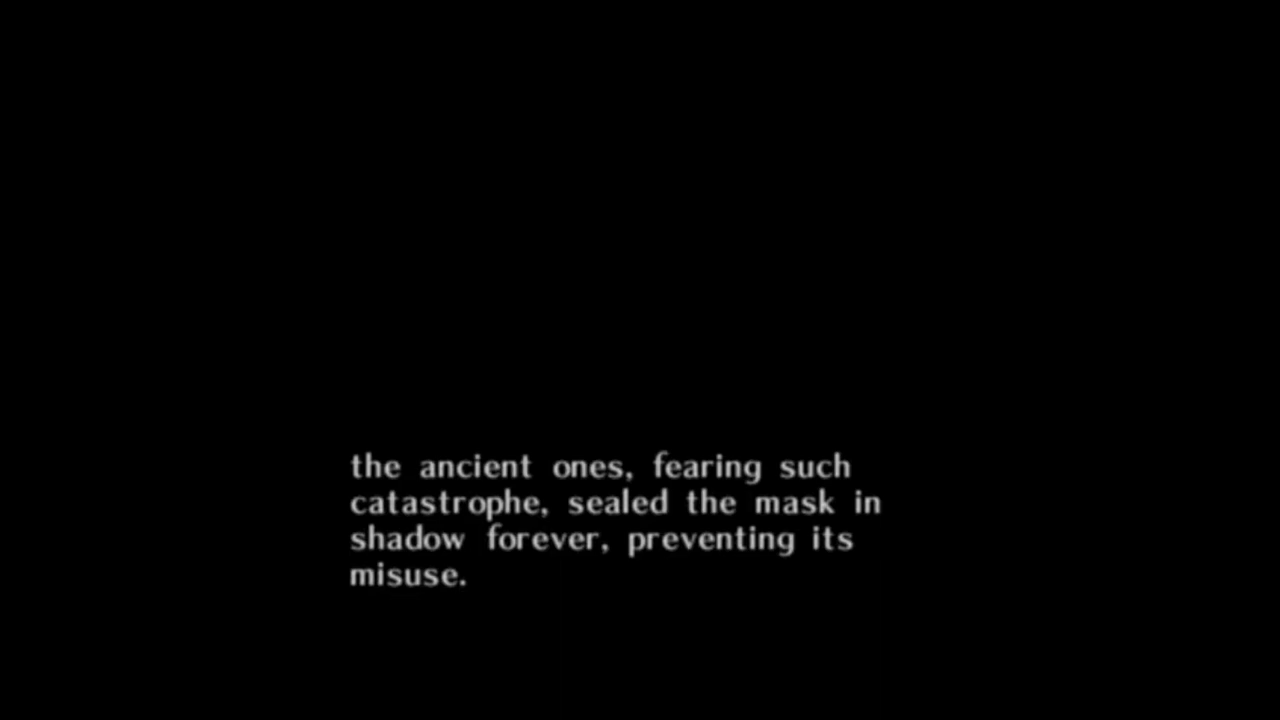 the ancient ones, fearing such
catastrophe, sealed the mask in
shadow forever, preventing its
misuse.